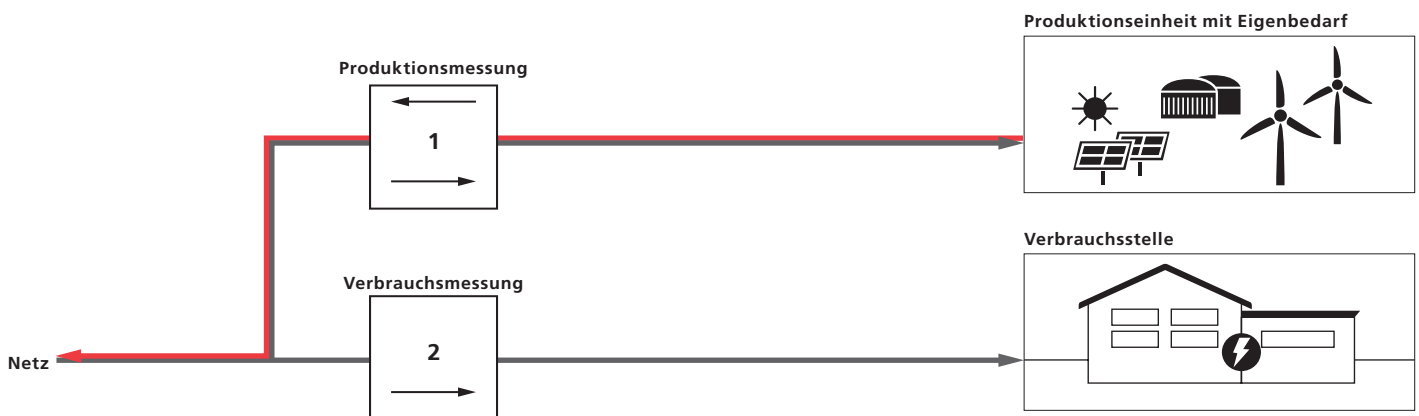 Produktionseinheit mit Eigenbedarf
Produktionsmessung
1
Verbrauchsstelle
Verbrauchsmessung
2
Netz